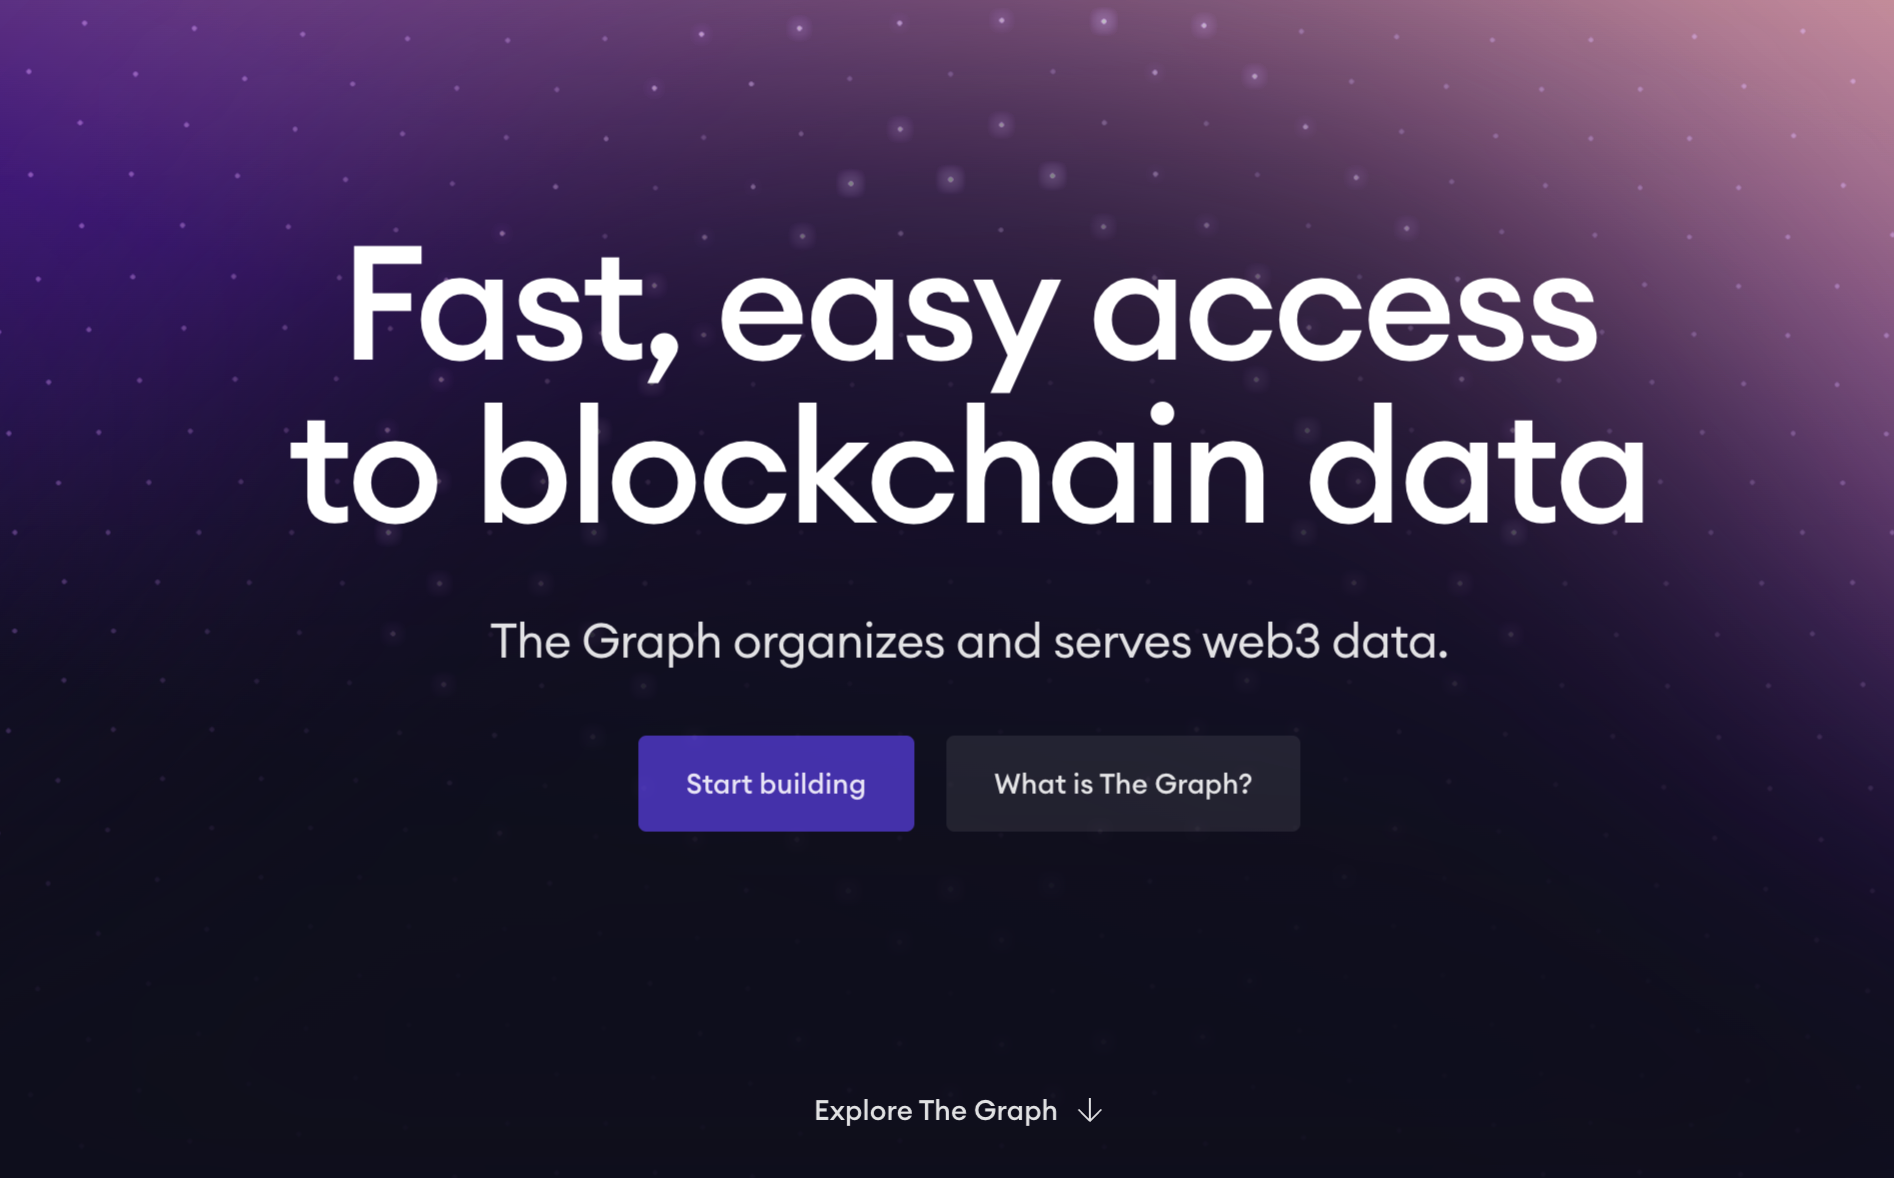 Fast, easy access
to blockchain data
The Graph organizes and serves web3 data.
Start building
What is The Graph?
Explore The Graph